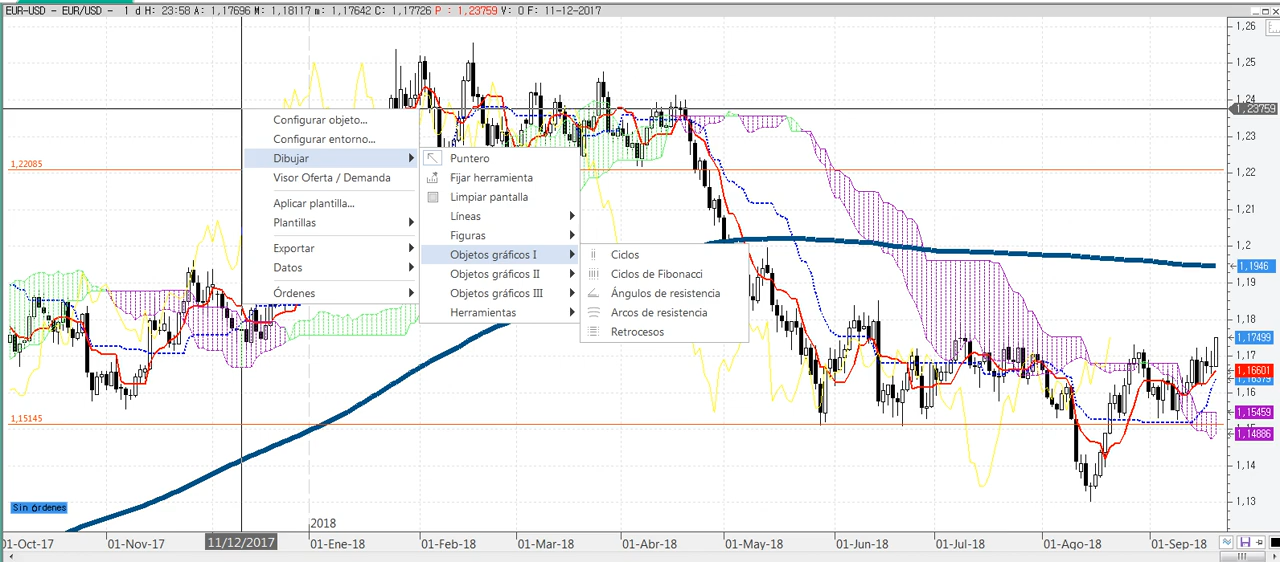 EUR-USD - EUR/USD - 1 d H: 23:58 A: 1,17696 M: 1,18117 m: 1,17642 C: 1,17726 P : 1,23759 V: 0 F: 11-12-2017
1,26
1,25
1,23759
1,23
1,22
1,21
1,2
1,1946
1,18
1,17499
1,17
1,16601
1,16
1,15459
1,14886
1,15
1,14
1,13
1,22085
1,15145
Configurar objeto...
Configurar entorno...
Dibujar
Visor Oferta / Demanda
Aplicar plantilla...
Plantillas
Exportar
Datos
Órdenes
Puntero
Fijar herramienta
Limpiar pantalla
Líneas
Figuras
Objetos gráficos I
Objetos gráficos II
Objetos gráficos III
Herramientas
Ciclos
Ciclos de Fibonacci
Ángulos de resistencia
Arcos de resistencia
Retrocesos
Sin órdenes
2018
01-Oct-17
01-Nov-17
11/12/2017
01-Ene-18
01-Feb-18
01-Mar-18
01-Abr-18
01-May-18
01-Jun-18
01-Jul-18
01-Ago-18
01-Sep-18